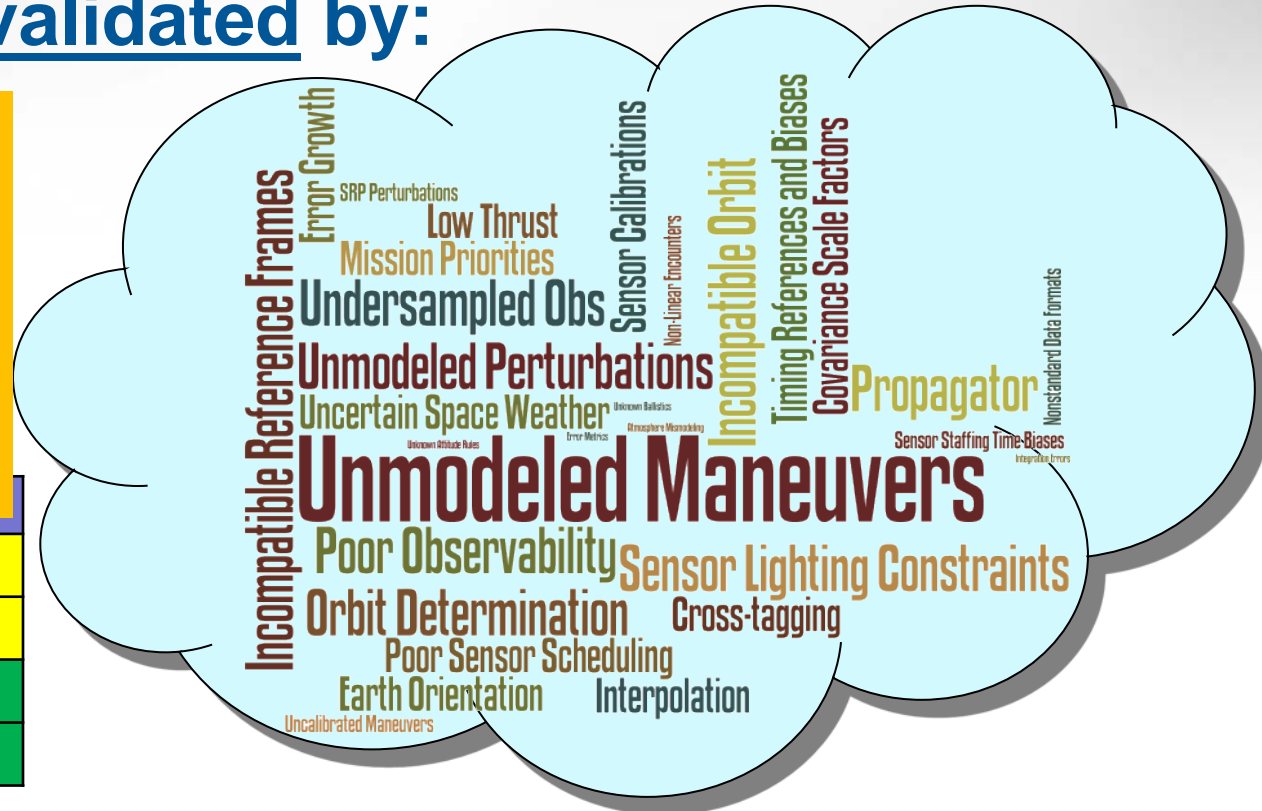 validated by:
Error Growth
SRP Perturbations
Low Thrust
Mission Priorities
Undersampled Obs
Incompatible Reference Frames
Sensor Calibrations
Non-Linear Encounters
Incompatible Orbit
Timing References and Biases
Covariance Scale Factors
Nonstandard Data Formats
Unmodeled Perturbations
Propagator
Uncertain Space Weather
Unknown Ballistics
Atmosphere Mismodeling
Error Metrics
Unknown Attitude Rules
Sensor Staffing Time-Biases
Integration Errors
Unmodeled Maneuvers
Poor Observability
Sensor Lighting Constraints
Orbit Determination
Cross-tagging
Poor Sensor Scheduling
Earth Orientation
Interpolation
Uncalibrated Maneuvers